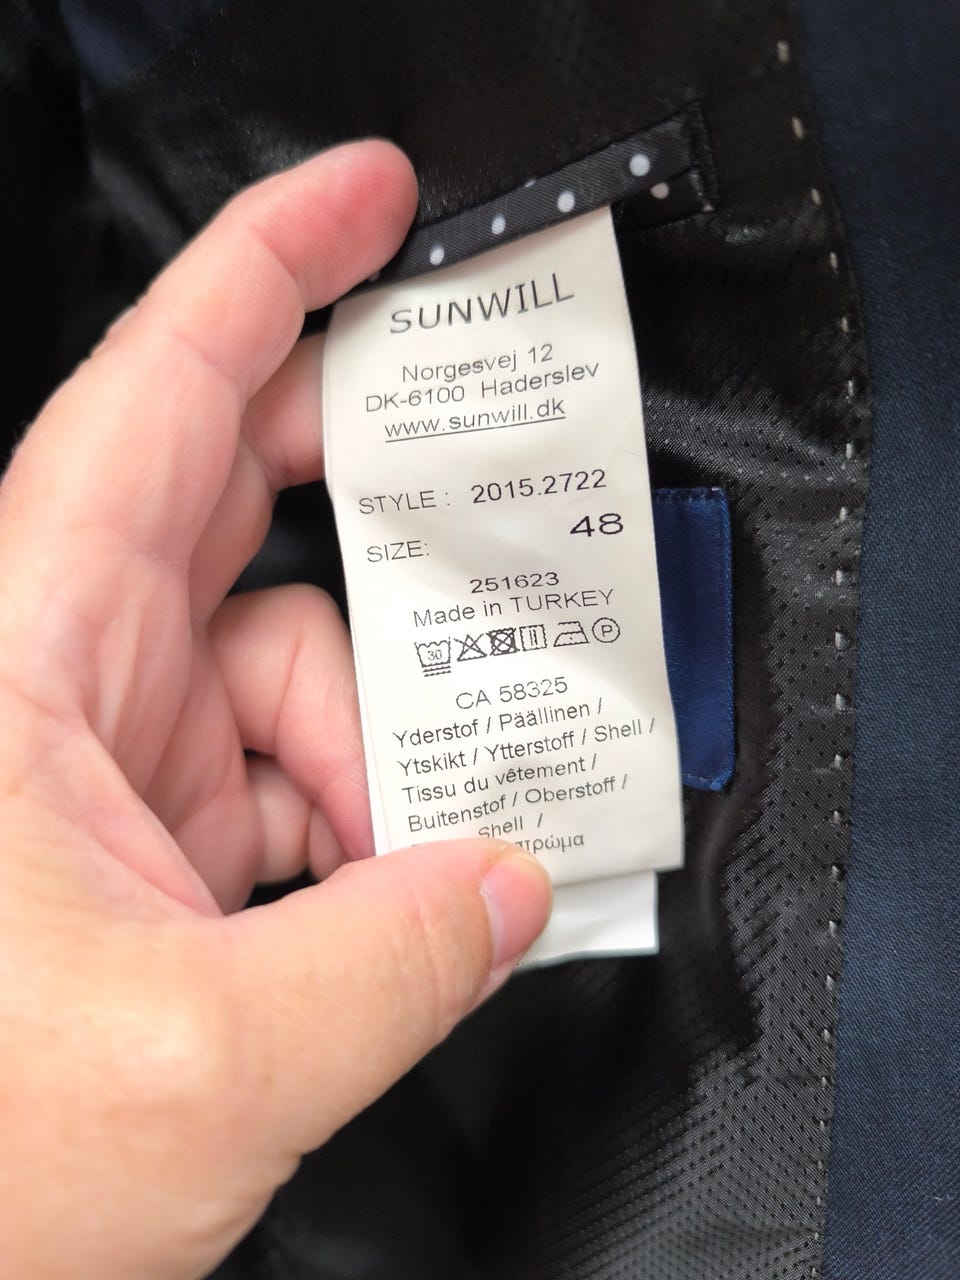 SUNWILL
Norgesvej 12
DK-6100 Haderslev
www.sunwill.dk
STYLE : 2015.2722
SIZE: 48
251623
Made in TURKEY
30 P
CA 58325
Yderstof / Päällinen /
Ytskikt / Ytterstoff / Shell /
Tissu du vêtement /
Buitenstof / Oberstoff /
Shell /